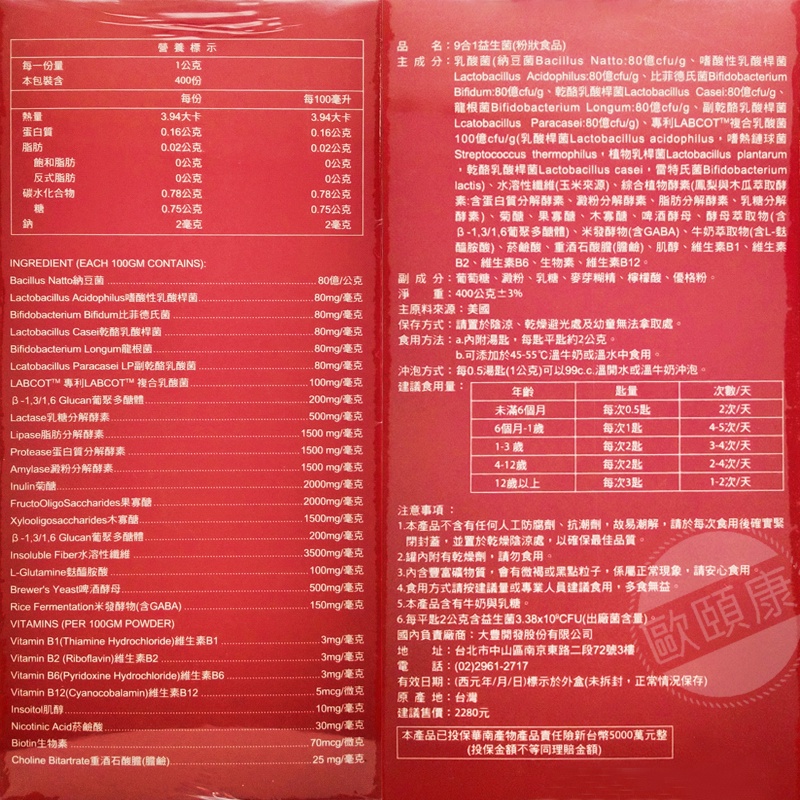 營養標示
每一份量 1公克
本包裝含 400份
每份 每100毫升
熱量 3.94大卡 3.94大卡
蛋白質 0.16公克 0.16公克
脂肪 0.02公克 0.02公克
飽和脂肪 0公克 0公克
反式脂肪 0公克 0公克
碳水化合物 0.78公克 0.78公克
糖 0.75公克 0.75公克
鈉 2毫克 2毫克
INGREDIENT (EACH 100GM CONTAINS):
Bacillus Natto納豆菌 80億/公克
Lactobacillus Acidophilus嗜酸性乳酸桿菌 80mg/毫克
Bifidobacterium Bifidum比菲德氏菌 80mg/毫克
Lactobacillus Casei乾酪乳酸桿菌 80mg/毫克
Bifidobacterium Longum龍根菌 80mg/毫克
Lcatobacillus Paracasei LP副乾酪乳酸菌 80mg/毫克
LABCOT™ 專利LABCOT™ 複合乳酸菌 100mg/毫克
β-1,3/1,6 Glucan葡聚多醣體 200mg/毫克
Lactase乳糖分解酵素 500mg/毫克
Lipase脂肪分解酵素 1500 mg/毫克
Protease蛋白質分解酵素 1500 mg/毫克
Amylase澱粉分解酵素 1500 mg/毫克
Inulin菊醣 2000mg/毫克
FructoOligoSaccharides果寡醣 2000mg/毫克
Xylooligosaccharides木寡醣 1500mg/毫克
β-1,3/1,6 Glucan葡聚多醣體 200mg/毫克
Insoluble Fiber水溶性纖維 3500mg/毫克
L-Glutamine麩醯胺酸 100mg/毫克
Brewer's Yeast啤酒酵母 500mg/毫克
Rice Fermentation米發酵物(含GABA) 150mg/毫克
VITAMINS (PER 100GM POWDER)
Vitamin B1(Thiamine Hydrochloride)維生素B1 3mg/毫克
Vitamin B2 (Riboflavin)維生素B2 3mg/毫克
Vitamin B6(Pyridoxine Hydrochloride)維生素B6 3mg/毫克
Vitamin B12(Cyanocobalamin)維生素B12 5mcg/微克
Insoitol肌醇 10mg/毫克
Nicotinic Acid菸鹼酸 30mg/毫克
Biotin生物素 70mcg/微克
Choline Bitartrate重酒石酸膽(膽鹼) 25 mg/毫克
品 名：9合1益生菌(粉狀食品)
主 成 分：乳酸菌(納豆菌Bacillus Natto:80億cfu/g、嗜酸性乳酸桿菌
Lactobacillus Acidophilus:80億cfu/g、比菲德氏菌Bifidobacterium
Bifidum:80億cfu/g、乾酪乳酸桿菌Lactobacillus Casei:80億cfu/g、
龍根菌Bifidobacterium Longum:80億cfu/g、副乾酪乳酸桿菌
Lcatobacillus Paracasei:80億cfu/g)、專利LABCOT™複合乳酸菌
100億cfu/g(乳酸桿菌Lactobacillus acidophilus，嗜熱鏈球菌
Streptococcus thermophilus，植物乳桿菌Lactobacillus plantarum
，乾酪乳酸桿菌Lactobacillus casei，雷特氏菌Bifidobacterium
lactis)、水溶性纖維(玉米來源)、綜合植物酵素(鳳梨與木瓜萃取酵
素:含蛋白質分解酵素、澱粉分解酵素、脂肪分解酵素、乳糖分解
酵素)、菊醣、果寡醣、木寡醣、啤酒酵母、酵母萃取物(含
β-1,3/1,6葡聚多醣體)、米發酵物(含GABA)、牛奶萃取物(含L-麩
醯胺酸)、菸鹼酸、重酒石酸膽(膽鹼)、肌醇、維生素B1、維生素
B2、維生素B6、生物素、維生素B12。
副 成 分：葡萄糖、澱粉、乳糖、麥芽糊精、檸檬酸、優格粉。
淨 重：400公克±3%
主原料來源：美國
保存方式：請置於陰涼、乾燥避光處及幼童無法拿取處。
食用方法：a.內附湯匙，每匙平匙約2公克。
b.可添加於45-55℃溫牛奶或溫水中食用。
沖泡方式：每0.5湯匙(1公克)可以99c.c.溫開水或溫牛奶沖泡。
建議食用量：
年齡 匙量 次數/天
未滿6個月 每次0.5匙 2次/天
6個月-1歲 每次1匙 4-5次/天
1-3 歲 每次2匙 3-4次/天
4-12歲 每次2匙 2-4次/天
12歲以上 每次3匙 1-2次/天
注意事項：
1.本產品不含有任何人工防腐劑、抗潮劑，故易潮解，請於每次食用後確實緊
閉封蓋，並置於乾燥陰涼處，以確保最佳品質。
2.罐內附有乾燥劑，請勿食用。
3.內含豐富礦物質，會有微褐或黑點粒子，係屬正常現象，請安心食用。
4.食用方式請按建議量或專業人員建議食用，多食無益。
5.本產品含有牛奶與乳糖。
6.每平匙2公克含益生菌3.38x10⁹CFU(出廠菌含量)。
國內負責廠商：大豐開發股份有限公司
地 址：台北市中山區南京東路二段72號3樓
電 話：(02)2961-2717
有效日期：(西元年/月/日)標示於外盒(未拆封，正常情況保存)
原 產 地：台灣
建議售價：2280元
本產品已投保華南產物產品責任險新台幣5000萬元整
(投保金額不等同理賠金額)
歐頤康